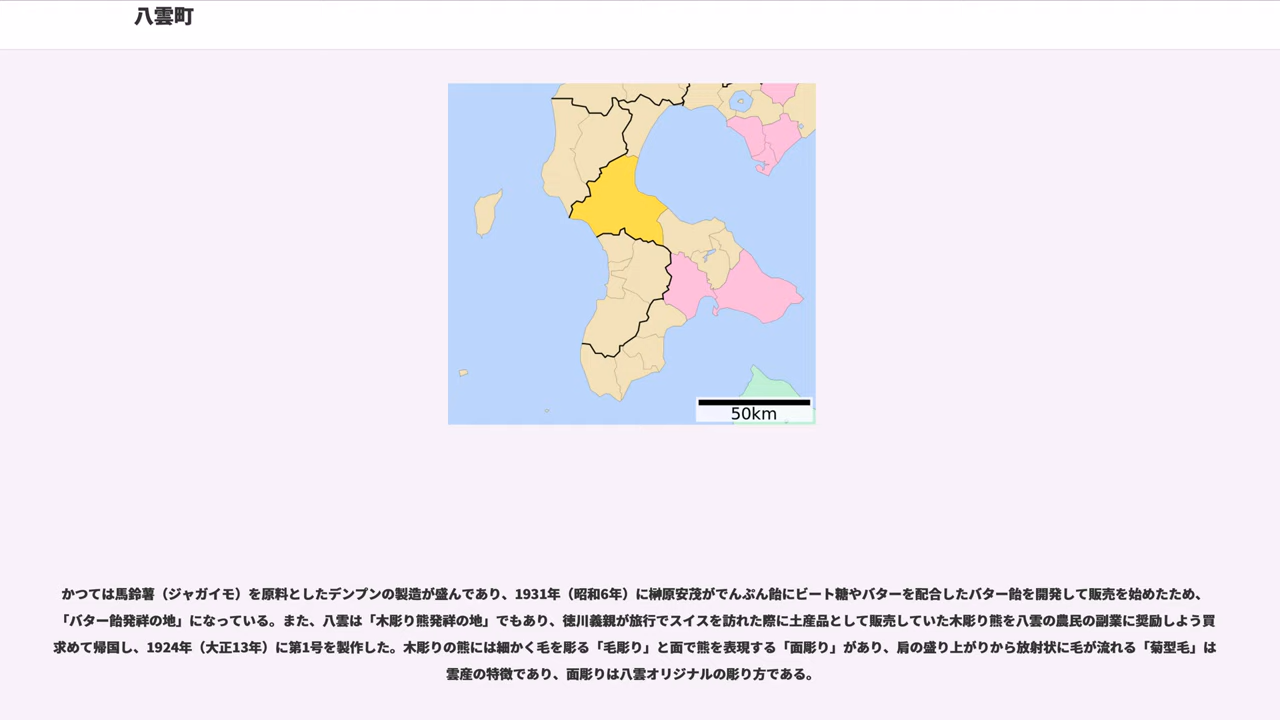 八雲町
50km
かつては馬鈴薯（ジャガイモ）を原料としたデンプンの製造が盛んであり、1931年（昭和6年）に榊原安茂がでんぷん飴にビート糖やバターを配合したバター飴を開発して販売を始めたため、
「バター飴発祥の地」になっている。また、八雲は「木彫り熊発祥の地」でもあり、徳川義親が旅行でスイスを訪れた際に土産品として販売していた木彫り熊を八雲の農民の副業に奨励しよう買
求めて帰国し、1924年（大正13年）に第1号を製作した。木彫りの熊には細かく毛を彫る「毛彫り」と面で熊を表現する「面彫り」があり、肩の盛り上がりから放射状に毛が流れる「菊型毛」は
雲産の特徴であり、面彫りは八雲オリジナルの彫り方である。